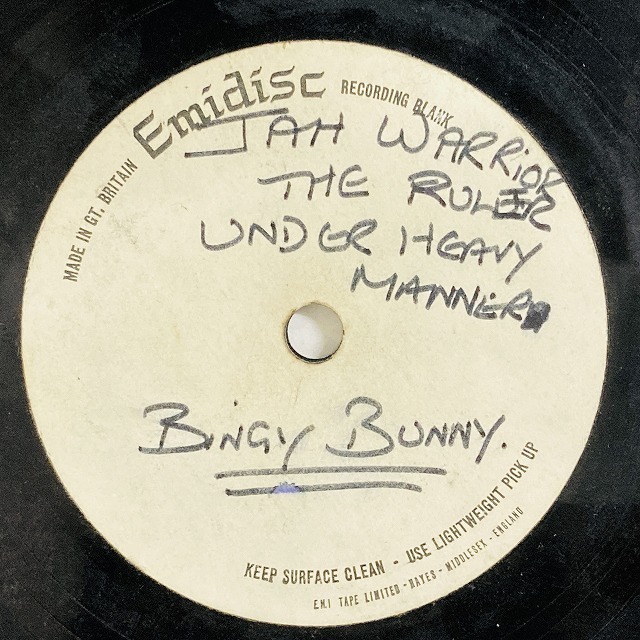 Emidisc
RECORDING BLANK
MADE IN GT. BRITAIN
JAH WARRIOR
THE RULER
UNDER HEAVY
MANNER
BINGY BUNNY.
KEEP SURFACE CLEAN - USE LIGHTWEIGHT PICK UP
E.M.I TAPE LIMITED - HAYES - MIDDLESEX - ENGLAND